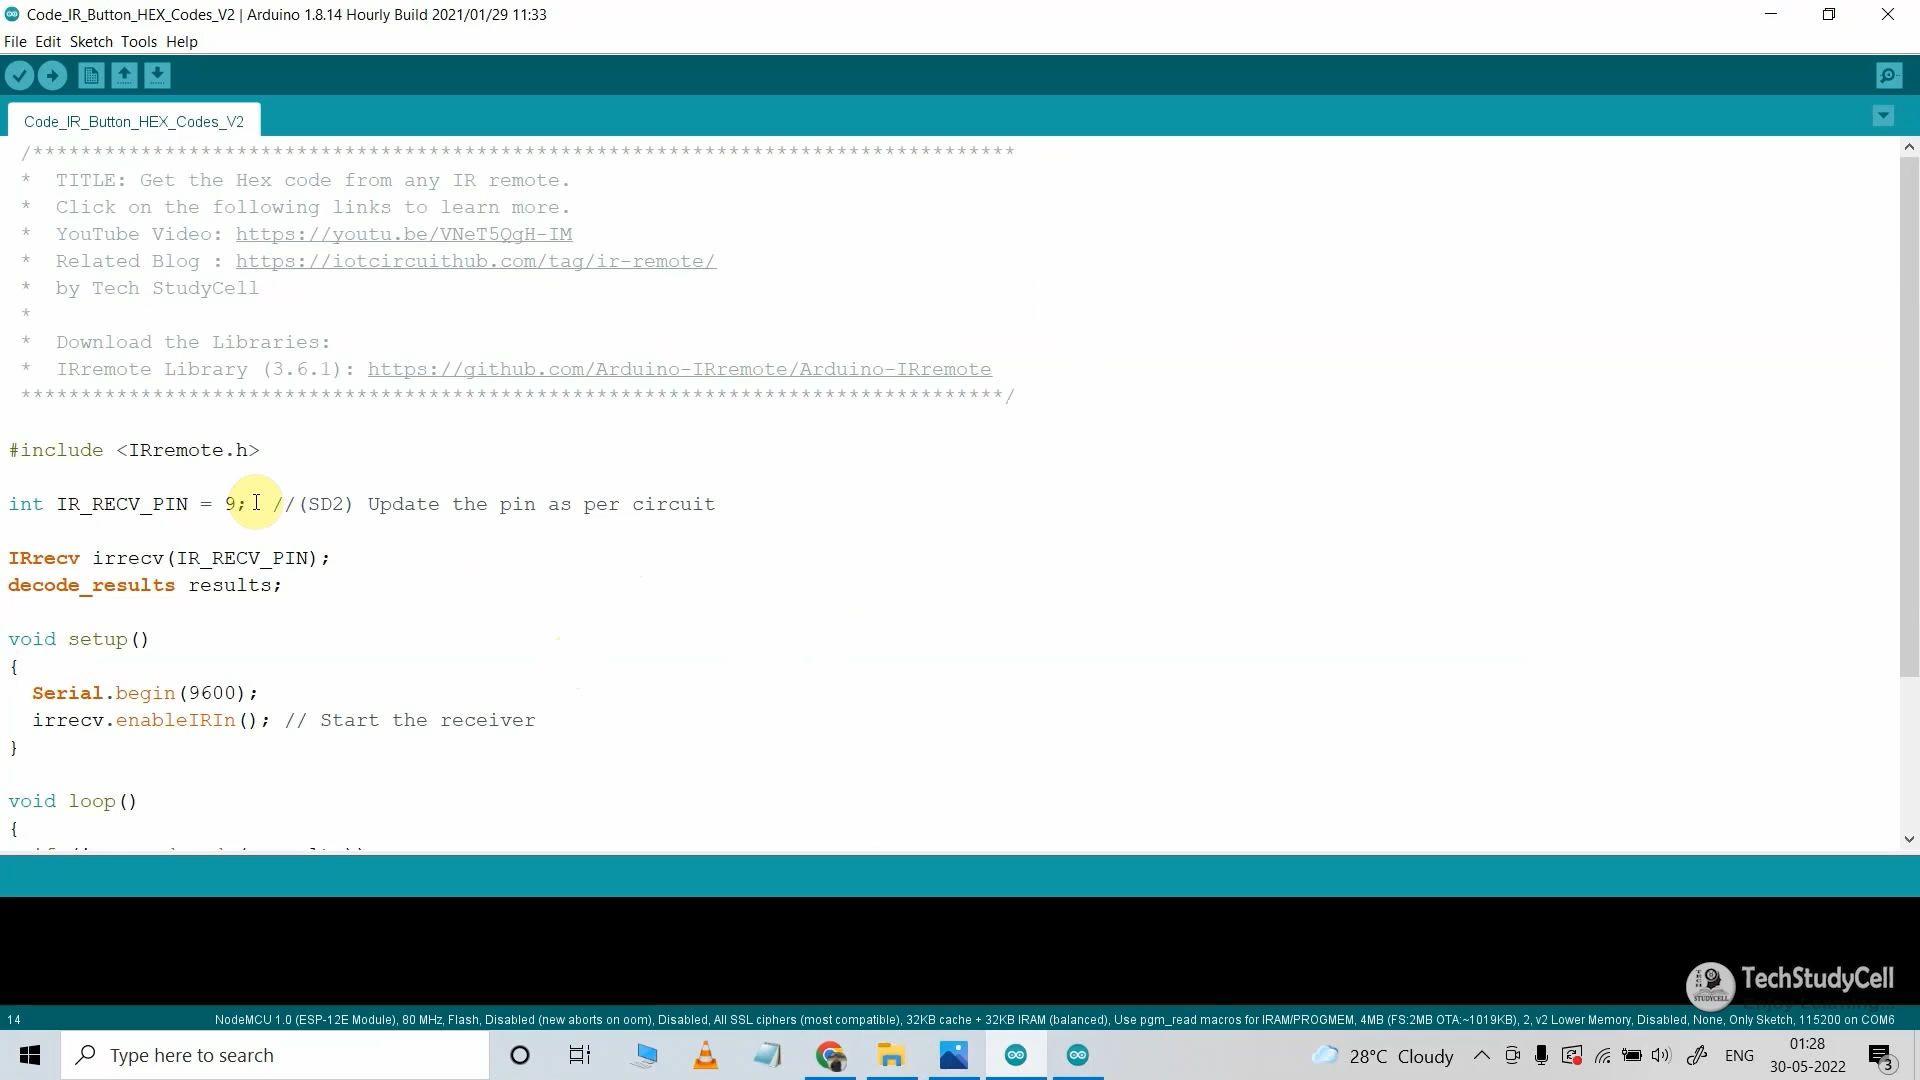 Code_IR_Button_HEX_Codes_V2 | Arduino 1.8.14 Hourly Build 2021/01/29 11:33
File Edit Sketch Tools Help
Code_IR_Button_HEX_Codes_V2
/**********************************************************************************
* TITLE: Get the Hex code from any IR remote.
* Click on the following links to learn more.
* YouTube Video: https://youtu.be/VNeT5QgH-IM
* Related Blog : https://iotcircuithub.com/tag/ir-remote/
* by Tech StudyCell
*
* Download the Libraries:
* IRremote Library (3.6.1): https://github.com/Arduino-IRremote/Arduino-IRremote
**********************************************************************************/
#include <IRremote.h>
int IR_RECV_PIN = 9; //(SD2) Update the pin as per circuit
IRrecv irrecv(IR_RECV_PIN);
decode_results results;
void setup()
{
Serial.begin(9600);
irrecv.enableIRIn(); // Start the receiver
}
void loop()
{
TechStudyCell
14 NodeMCU 1.0 (ESP-12E Module), 80 MHz, Flash, Disabled (new aborts on oom), Disabled, All SSL ciphers (most compatible), 32KB cache + 32KB IRAM (balanced), Use pgm_read macros for IRAM/PROGMEM, 4MB (FS:2MB OTA:~1019KB), 2, v2 Lower Memory, Disabled, None, Only Sketch, 115200 on COM6
Type here to search
28°C Cloudy
ENG
01:28
30-05-2022
3